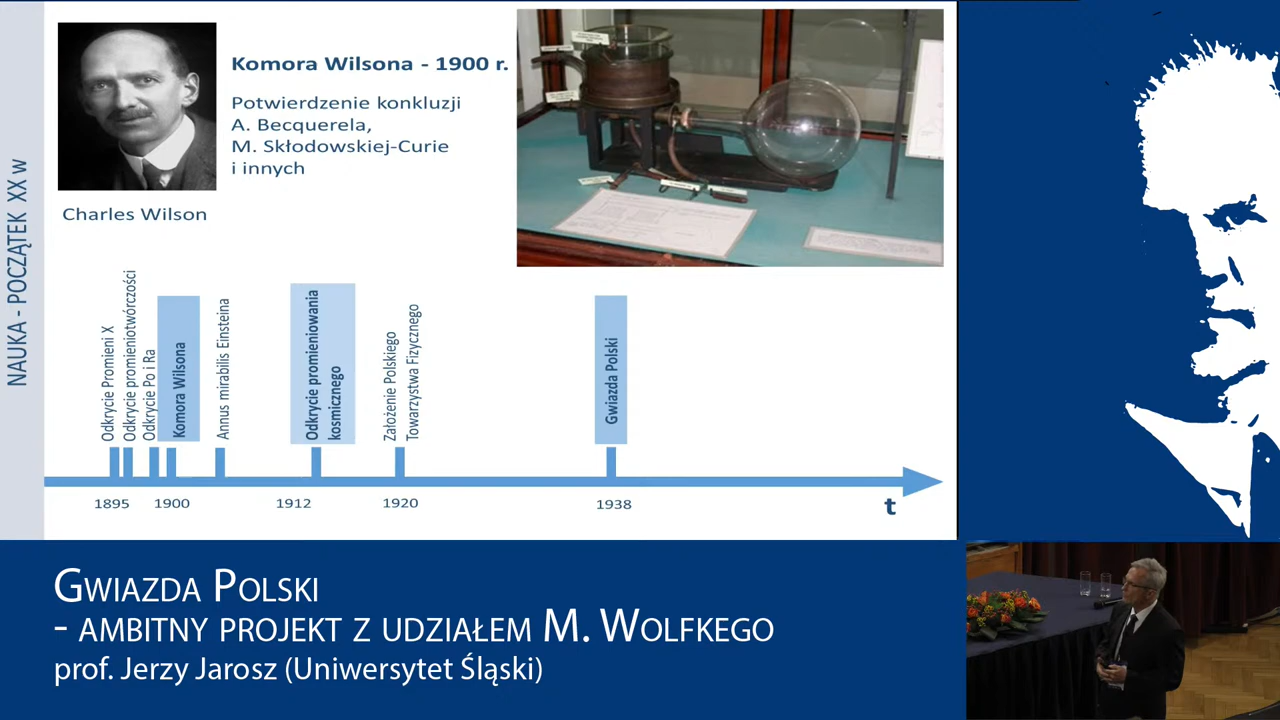 NAUKA - POCZĄTEK XX w
Komora Wilsona - 1900 r.
Potwierdzenie konkluzji
A. Becquerela,
M. Skłodowskiej-Curie
i innych
Charles Wilson
Odkrycie Promieni X
Odkrycie promieniotwórczości
Odkrycie Po i Ra
Komora Wilsona
Annus mirabilis Einsteina
Odkrycie promieniowania
kosmicznego
Założenie Polskiego
Towarzystwa Fizycznego
Gwiazda Polski
1895
1900
1912
1920
1938
t
GWIAZDA POLSKI
- AMBITNY PROJEKT Z UDZIAŁEM M. WOLFKEGO
prof. Jerzy Jarosz (Uniwersytet Śląski)